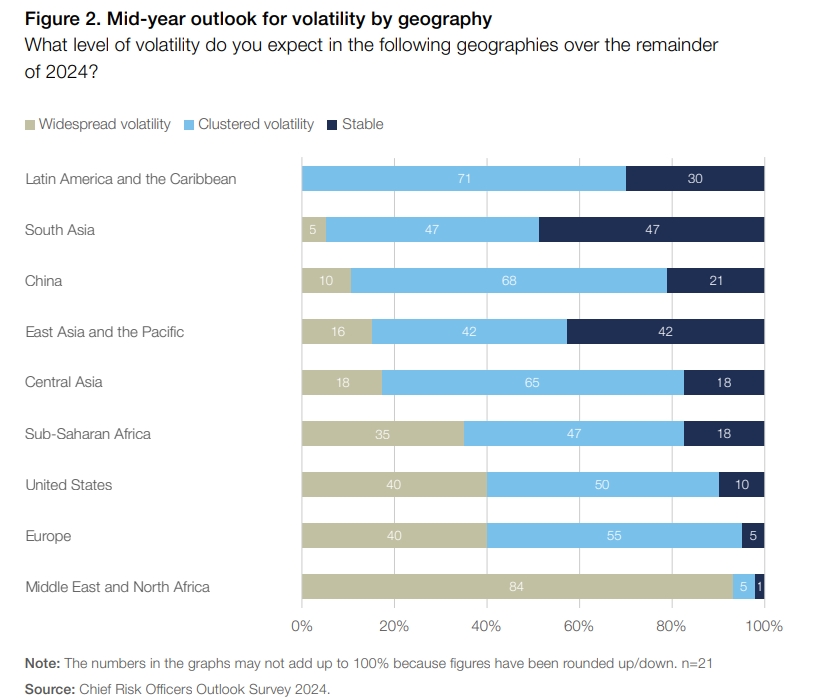 Figure 2. Mid-year outlook for volatility by geography
What level of volatility do you expect in the following geographies over the remainder
of 2024?
Widespread volatility Clustered volatility Stable
Latin America and the Caribbean 71 30
South Asia 5 47 47
China 10 68 21
East Asia and the Pacific 16 42 42
Central Asia 18 65 18
Sub-Saharan Africa 35 47 18
United States 40 50 10
Europe 40 55 5
Middle East and North Africa 84 5 1
0% 20% 40% 60% 80% 100%
Note: The numbers in the graphs may not add up to 100% because figures have been rounded up/down. n=21
Source: Chief Risk Officers Outlook Survey 2024.